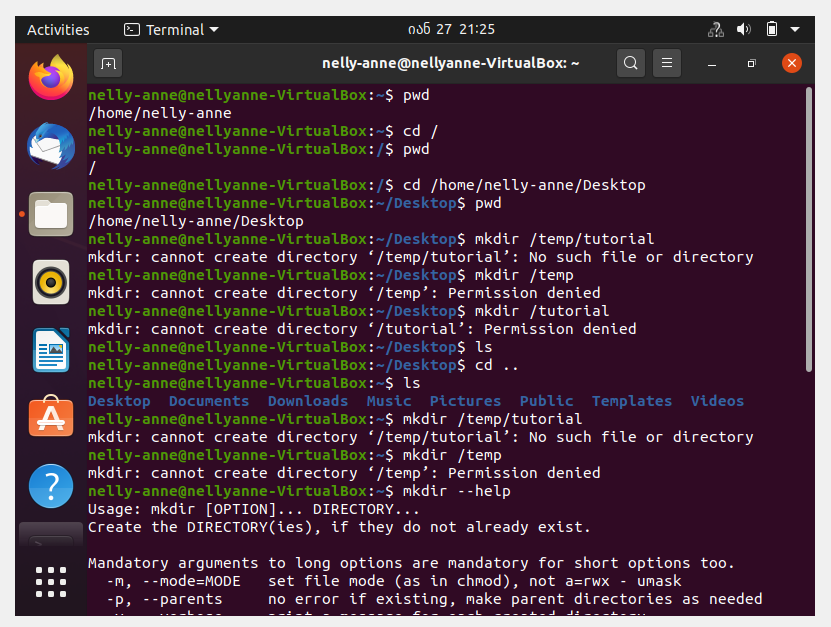 Activities Terminal იან 27 21:25
nelly-anne@nellyanne-VirtualBox: ~
nelly-anne@nellyanne-VirtualBox:~$ pwd
/home/nelly-anne
nelly-anne@nellyanne-VirtualBox:~$ cd /
nelly-anne@nellyanne-VirtualBox:/$ pwd
/
nelly-anne@nellyanne-VirtualBox:/$ cd /home/nelly-anne/Desktop
nelly-anne@nellyanne-VirtualBox:~/Desktop$ pwd
/home/nelly-anne/Desktop
nelly-anne@nellyanne-VirtualBox:~/Desktop$ mkdir /temp/tutorial
mkdir: cannot create directory ‘/temp/tutorial’: No such file or directory
nelly-anne@nellyanne-VirtualBox:~/Desktop$ mkdir /temp
mkdir: cannot create directory ‘/temp’: Permission denied
nelly-anne@nellyanne-VirtualBox:~/Desktop$ mkdir /tutorial
mkdir: cannot create directory ‘/tutorial’: Permission denied
nelly-anne@nellyanne-VirtualBox:~/Desktop$ ls
nelly-anne@nellyanne-VirtualBox:~/Desktop$ cd ..
nelly-anne@nellyanne-VirtualBox:~$ ls
Desktop Documents Downloads Music Pictures Public Templates Videos
nelly-anne@nellyanne-VirtualBox:~$ mkdir /temp/tutorial
mkdir: cannot create directory ‘/temp/tutorial’: No such file or directory
nelly-anne@nellyanne-VirtualBox:~$ mkdir /temp
mkdir: cannot create directory ‘/temp’: Permission denied
nelly-anne@nellyanne-VirtualBox:~$ mkdir --help
Usage: mkdir [OPTION]... DIRECTORY...
Create the DIRECTORY(ies), if they do not already exist.
Mandatory arguments to long options are mandatory for short options too.
-m, --mode=MODE set file mode (as in chmod), not a=rwx - umask
-p, --parents no error if existing, make parent directories as needed